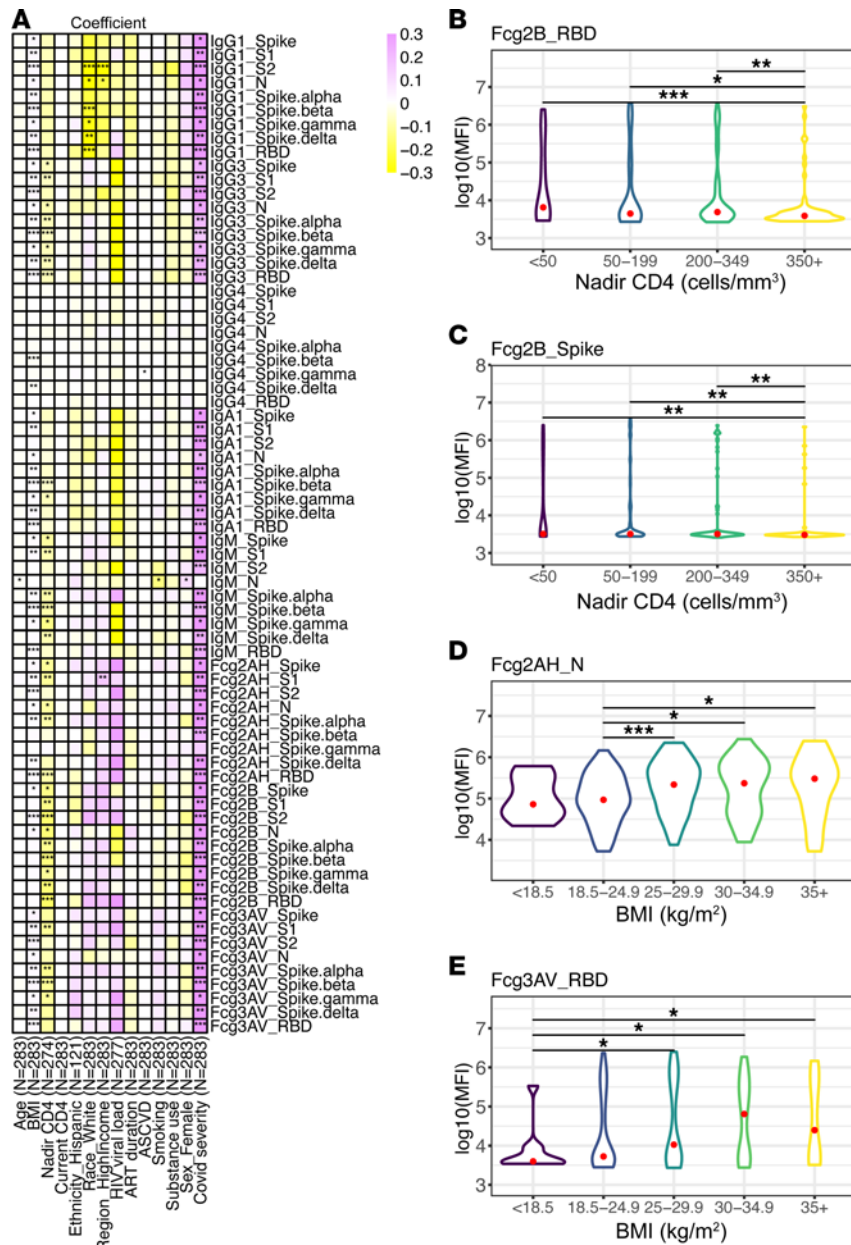 A
Coefficient
IgG1_Spike
IgG1_S1
IgG1_S2
IgG1_N
IgG1_Spike.alpha
IgG1_Spike.beta
IgG1_Spike.gamma
IgG1_Spike.delta
IgG1_RBD
IgG3_Spike
IgG3_S1
IgG3_S2
IgG3_N
IgG3_Spike.alpha
IgG3_Spike.beta
IgG3_Spike.gamma
IgG3_Spike.delta
IgG3_RBD
IgG4_Spike
IgG4_S1
IgG4_S2
IgG4_N
IgG4_Spike.alpha
IgG4_Spike.beta
IgG4_Spike.gamma
IgG4_Spike.delta
IgG4_RBD
IgA1_Spike
IgA1_S1
IgA1_S2
IgA1_N
IgA1_Spike.alpha
IgA1_Spike.beta
IgA1_Spike.gamma
IgA1_Spike.delta
IgA1_RBD
IgM_Spike
IgM_S1
IgM_S2
IgM_N
IgM_Spike.alpha
IgM_Spike.beta
IgM_Spike.gamma
IgM_Spike.delta
IgM_RBD
Fcg2AH_Spike
Fcg2AH_S1
Fcg2AH_S2
Fcg2AH_N
Fcg2AH_Spike.alpha
Fcg2AH_Spike.beta
Fcg2AH_Spike.gamma
Fcg2AH_Spike.delta
Fcg2AH_RBD
Fcg2B_Spike
Fcg2B_S1
Fcg2B_S2
Fcg2B_N
Fcg2B_Spike.alpha
Fcg2B_Spike.beta
Fcg2B_Spike.gamma
Fcg2B_Spike.delta
Fcg2B_RBD
Fcg3AV_Spike
Fcg3AV_S1
Fcg3AV_S2
Fcg3AV_N
Fcg3AV_Spike.alpha
Fcg3AV_Spike.beta
Fcg3AV_Spike.gamma
Fcg3AV_Spike.delta
Fcg3AV_RBD
Age (N=283)
BMI (N=283)
Nadir CD4 (N=274)
Current CD4 (N=283)
Ethnicity_Hispanic (N=121)
Race_White (N=283)
Region_HighIncome (N=283)
HIV viral load (N=277)
ART duration (N=283)
ASCVD (N=283)
Smoking (N=283)
Substance use (N=283)
Sex_Female (N=283)
Covid severity (N=283)
0.3
0.2
0.1
0
−0.1
−0.2
−0.3
B
Fcg2B_RBD
**
*
***
log10(MFI)
7
6
5
4
3
<50 50−199 200−349 350+
Nadir CD4 (cells/mm³)
C
Fcg2B_Spike
**
**
**
log10(MFI)
8
7
6
5
4
3
<50 50−199 200−349 350+
Nadir CD4 (cells/mm³)
D
Fcg2AH_N
*
*
***
log10(MFI)
7
6
5
4
<18.5 18.5−24.9 25−29.9 30−34.9 35+
BMI (kg/m²)
E
Fcg3AV_RBD
*
*
*
log10(MFI)
7
6
5
4
3
<18.5 18.5−24.9 25−29.9 30−34.9 35+
BMI (kg/m²)